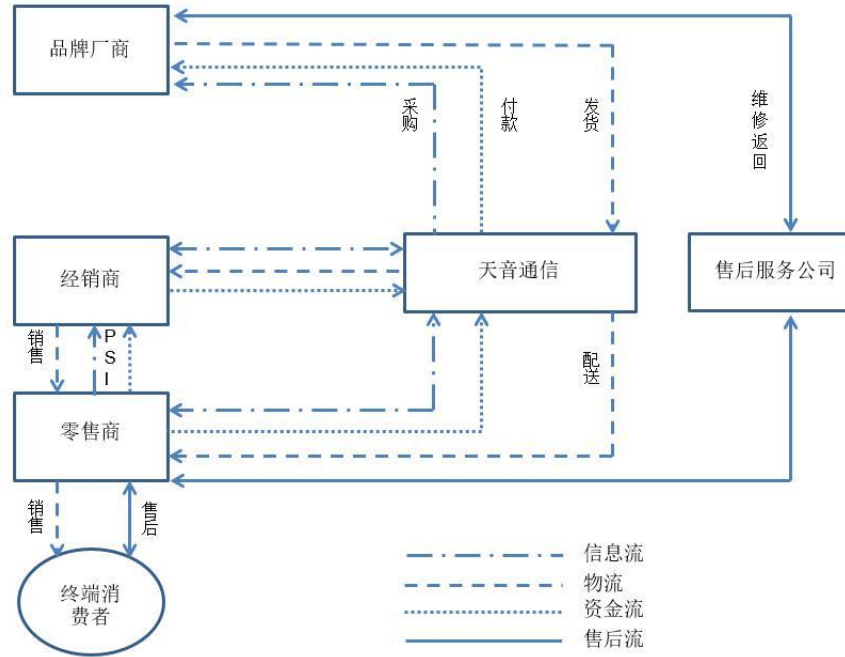 品牌厂商
采购
付款
发货
维修返回
经销商
天音通信
售后服务公司
销售
PSI
配送
零售商
销售
售后
终端消
费者
信息流
物流
资金流
售后流